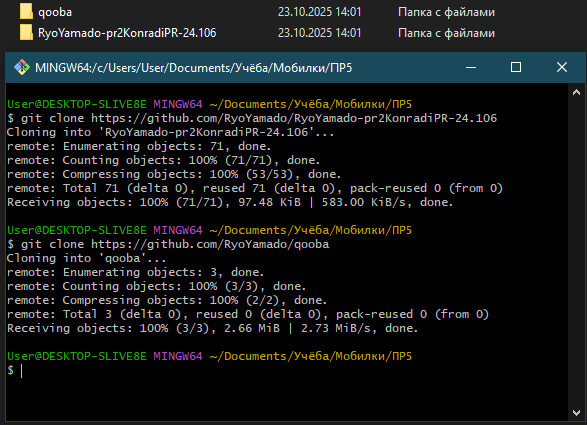 qooba 23.10.2025 14:01 Папка с файлами
RyoYamado-pr2KonradiPR-24.106 23.10.2025 14:01 Папка с файлами
MINGW64:/c/Users/User/Documents/Учёба/Мобилки/ПР5
User@DESKTOP-SLIVE8E MINGW64 ~/Documents/Учёба/Мобилки/ПР5
$ git clone https://github.com/RyoYamado/RyoYamado-pr2KonradiPR-24.106
Cloning into 'RyoYamado-pr2KonradiPR-24.106'...
remote: Enumerating objects: 71, done.
remote: Counting objects: 100% (71/71), done.
remote: Compressing objects: 100% (53/53), done.
remote: Total 71 (delta 0), reused 71 (delta 0), pack-reused 0 (from 0)
Receiving objects: 100% (71/71), 97.48 KiB | 583.00 KiB/s, done.
User@DESKTOP-SLIVE8E MINGW64 ~/Documents/Учёба/Мобилки/ПР5
$ git clone https://github.com/RyoYamado/qooba
Cloning into 'qooba'...
remote: Enumerating objects: 3, done.
remote: Counting objects: 100% (3/3), done.
remote: Compressing objects: 100% (2/2), done.
remote: Total 3 (delta 0), reused 0 (delta 0), pack-reused 0 (from 0)
Receiving objects: 100% (3/3), 2.66 MiB | 2.73 MiB/s, done.
User@DESKTOP-SLIVE8E MINGW64 ~/Documents/Учёба/Мобилки/ПР5
$